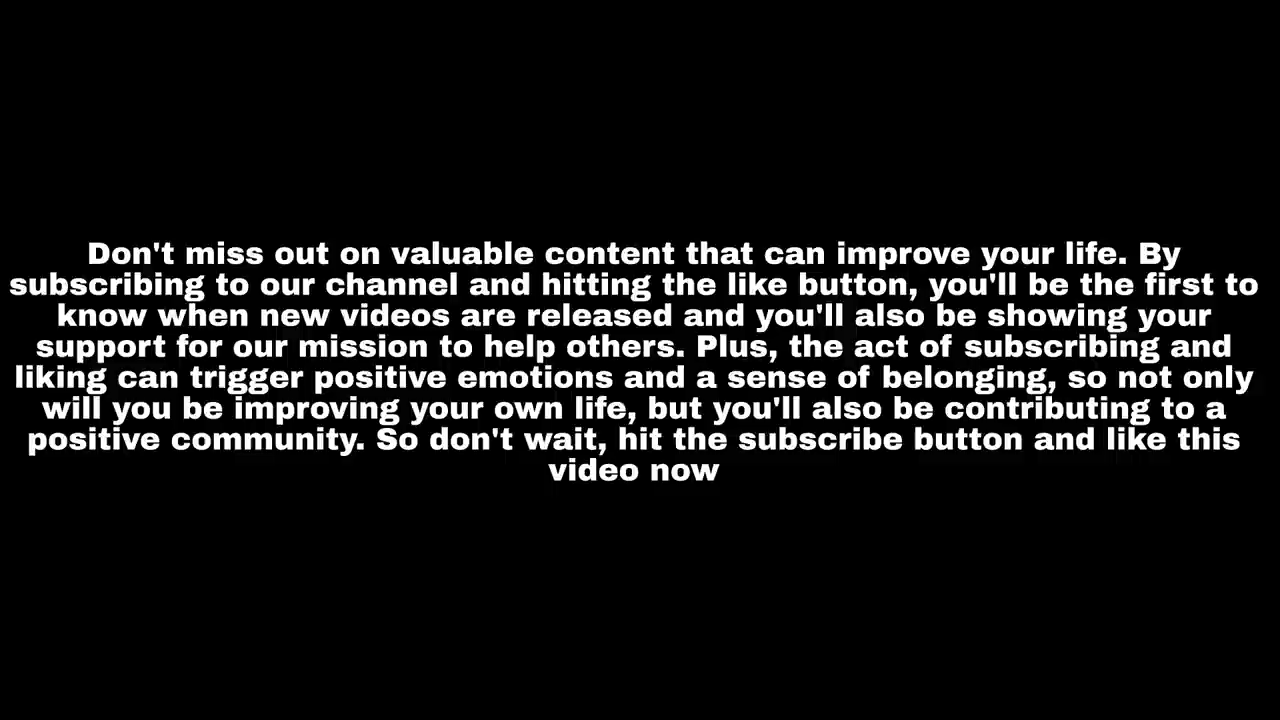 Don't miss out on valuable content that can improve your life. By
subscribing to our channel and hitting the like button, you'll be the first to
know when new videos are released and you'll also be showing your
support for our mission to help others. Plus, the act of subscribing and
liking can trigger positive emotions and a sense of belonging, so not only
will you be improving your own life, but you'll also be contributing to a
positive community. So don't wait, hit the subscribe button and like this
video now